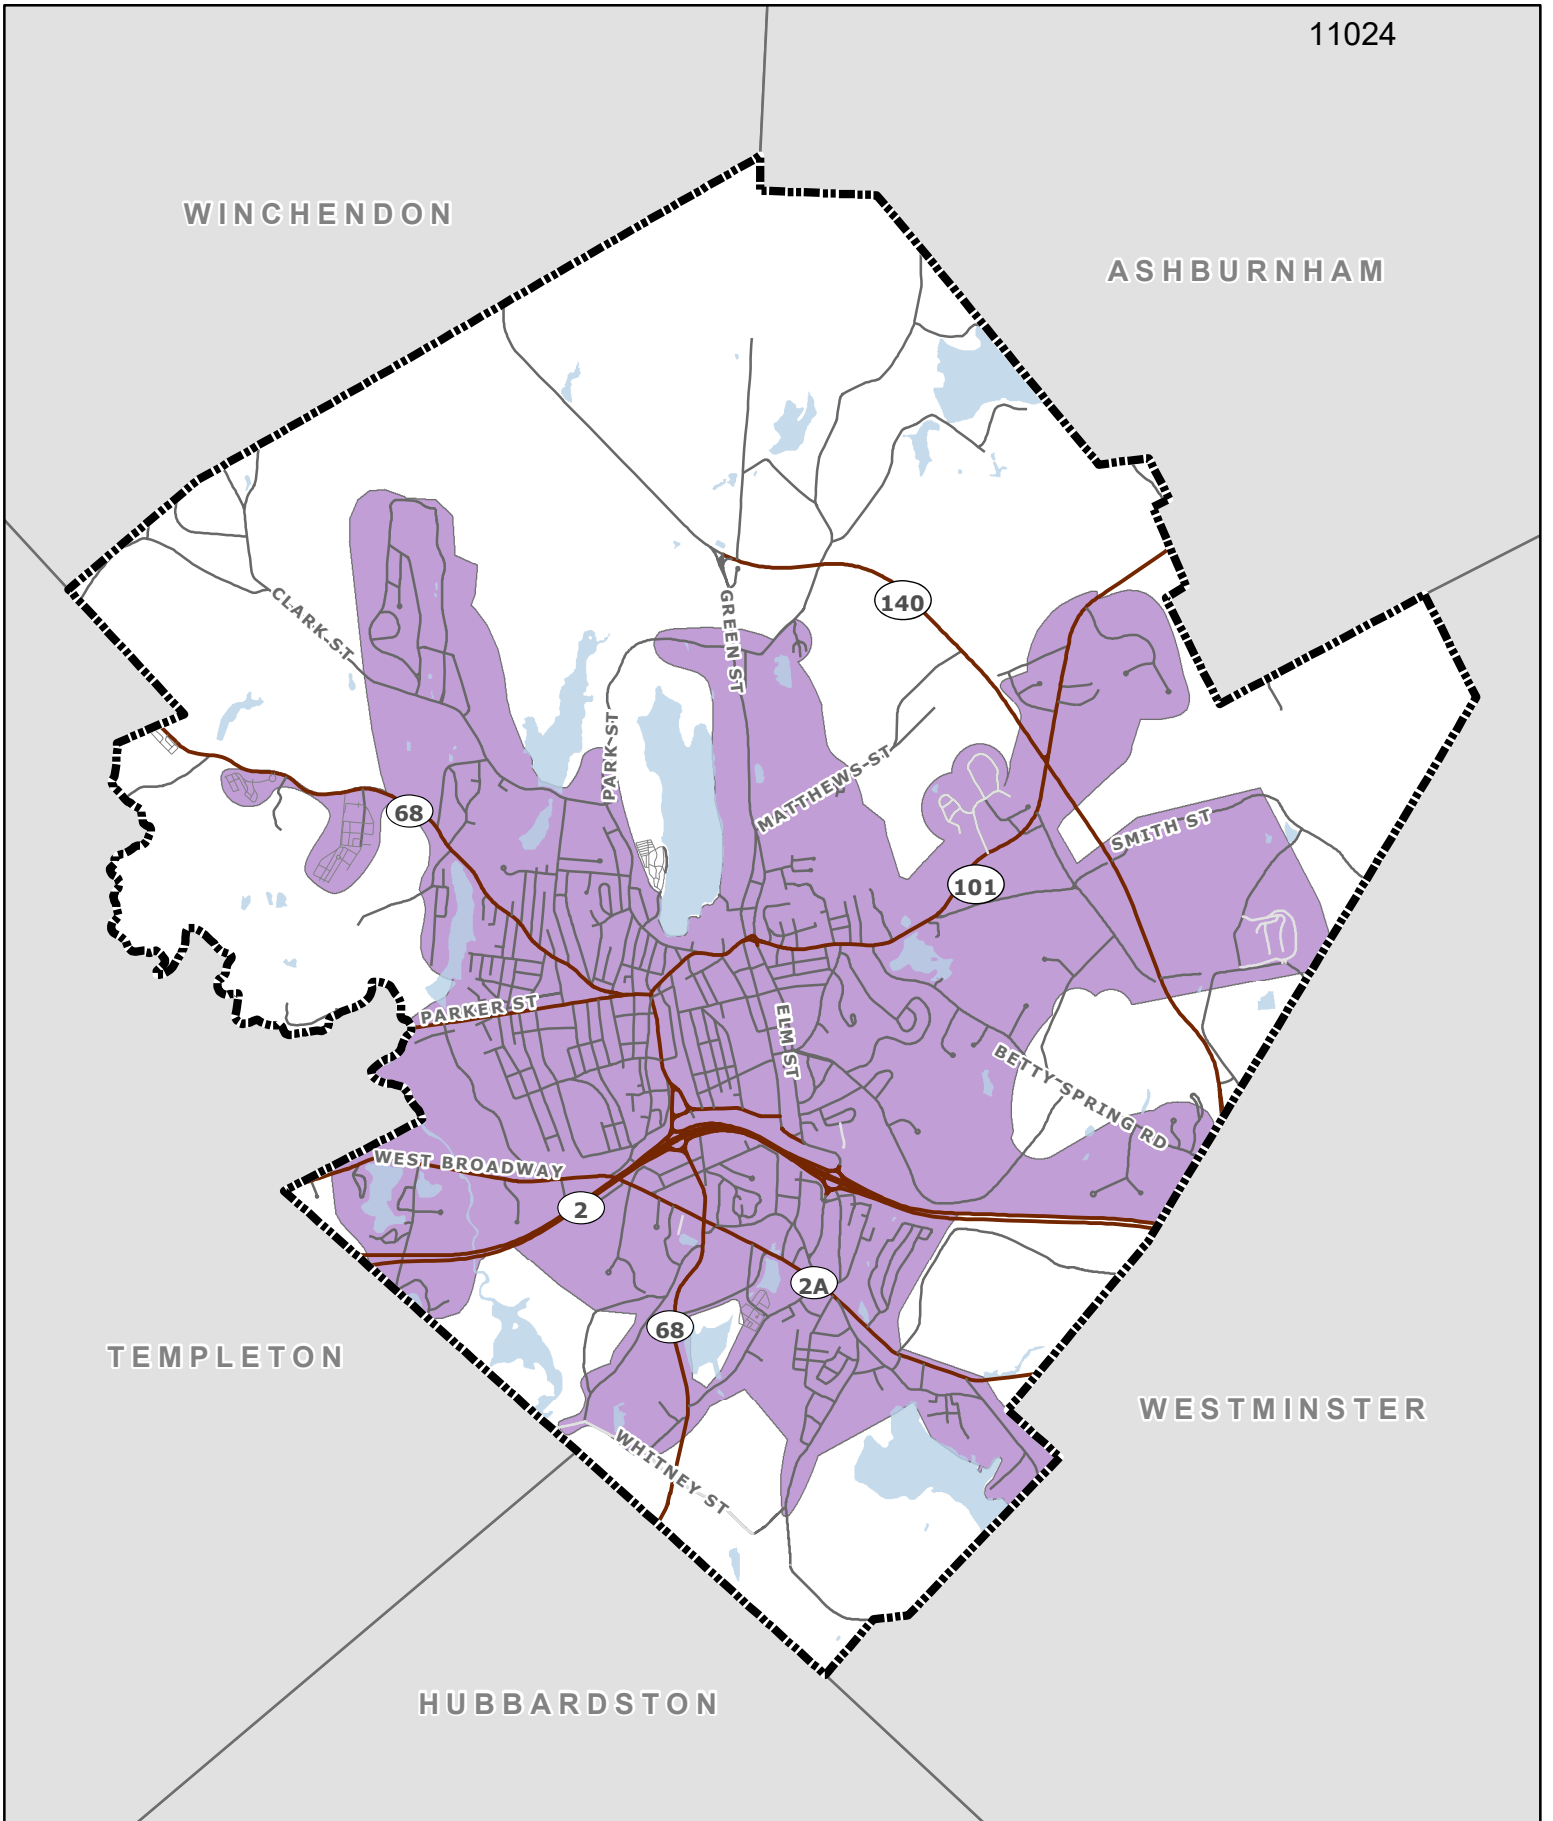 11024
WINCHENDON
ASHBURNHAM
CLARK ST
GREEN ST
140
PARK ST
MATTHEWS ST
68
SMITH ST
101
PARKER ST
ELM ST
BETTY SPRING RD
WEST BROADWAY
2
2A
68
TEMPLETON
WESTMINSTER
WHITNEY ST
HUBBARDSTON